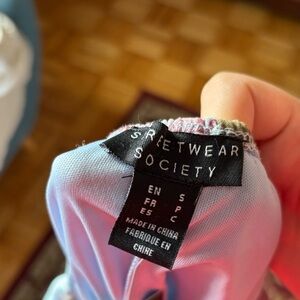 STREETWEAR
SOCIETY
EN S
FR P
ES C
MADE IN CHINA
FABRIQUE EN
CHINE